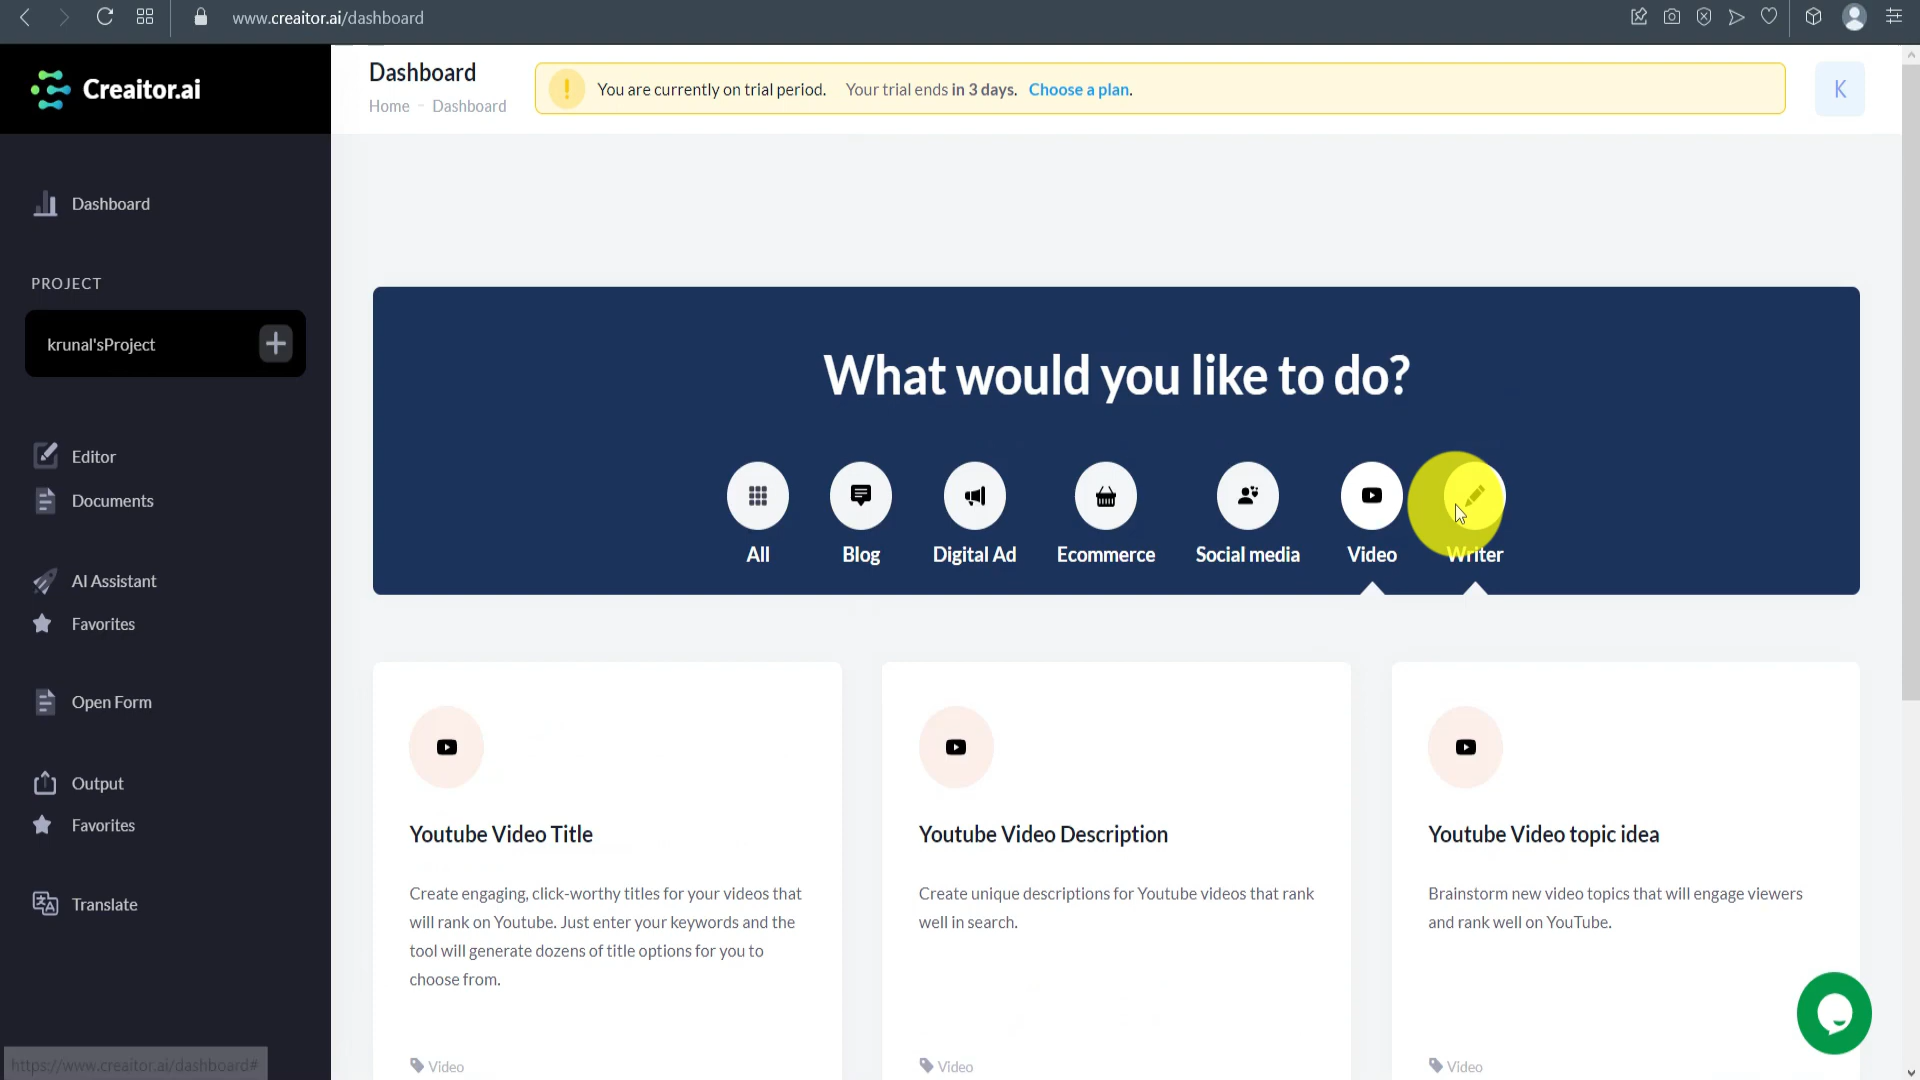 www.creaitor.ai/dashboard
Creaitor.ai
Dashboard
Home - Dashboard
You are currently on trial period. Your trial ends in 3 days. Choose a plan.
K
Dashboard
PROJECT
krunal'sProject
Editor
Documents
AI Assistant
Favorites
Open Form
Output
Favorites
Translate
What would you like to do?
All
Blog
Digital Ad
Ecommerce
Social media
Video
Writer
Youtube Video Title
Create engaging, click-worthy titles for your videos that
will rank on Youtube. Just enter your keywords and the
tool will generate dozens of title options for you to
choose from.
Video
Youtube Video Description
Create unique descriptions for Youtube videos that rank
well in search.
Video
Youtube Video topic idea
Brainstorm new video topics that will engage viewers
and rank well on YouTube.
Video
https://www.creaitor.ai/dashboard#